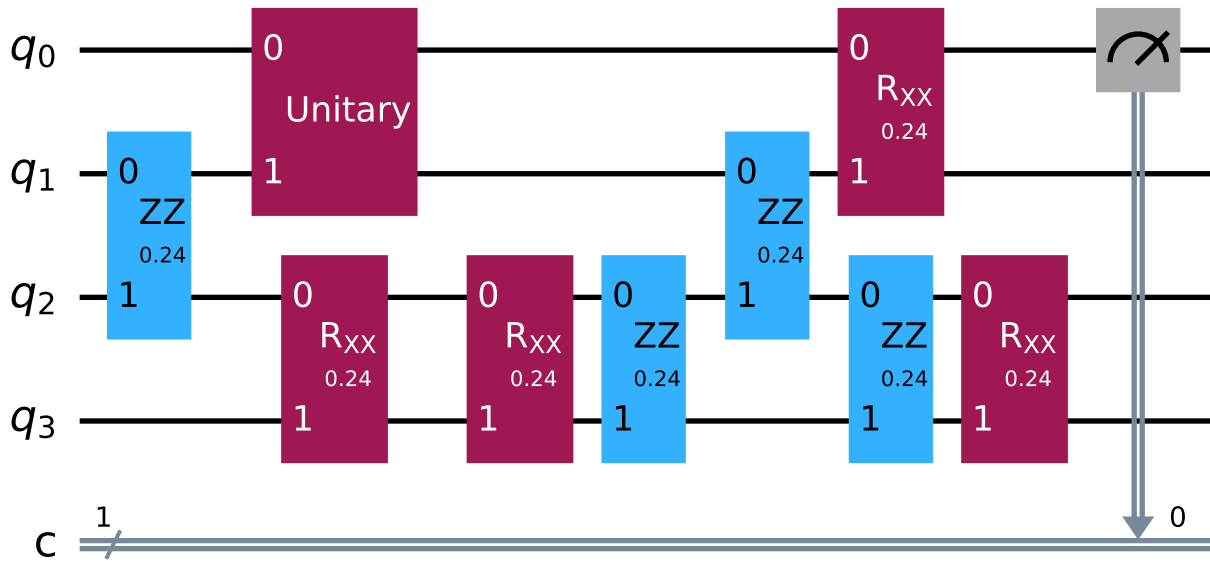 q0 0 0
Unitary RXX
0.24
q1 0 1 0 1
ZZ ZZ
0.24 0.24
q2 1 0 0 0 1 0 0
RXX RXX ZZ ZZ RXX
0.24 0.24 0.24 0.24 0.24
q3 1 1 1 1 1
1 0
c